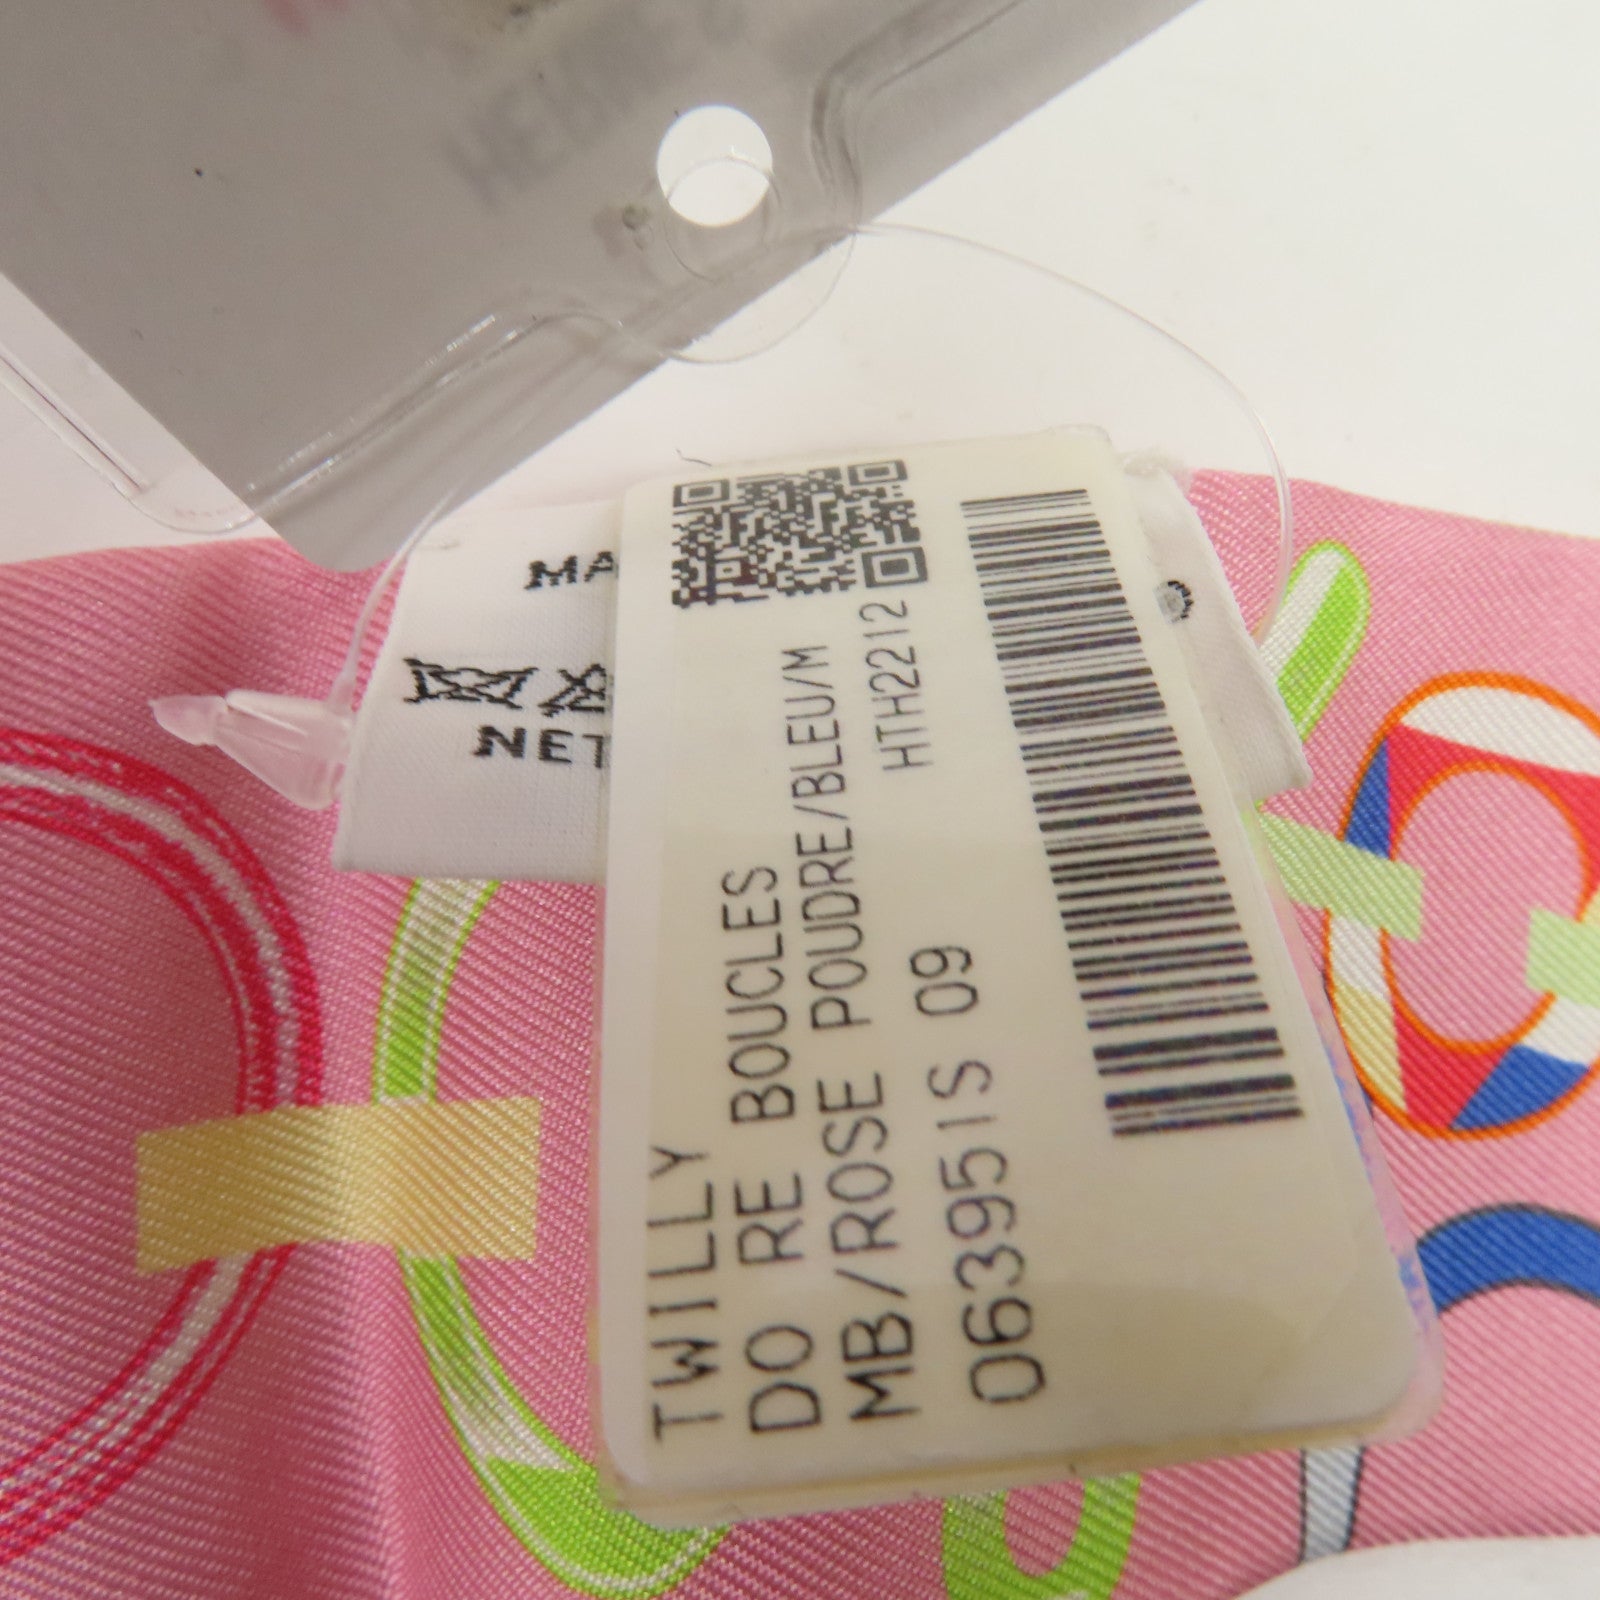 TWILLY
DO RE BOUCLES
MB/ROSE POUDRE/BLEU/M
063951S 09 HTH2212
MA
NET